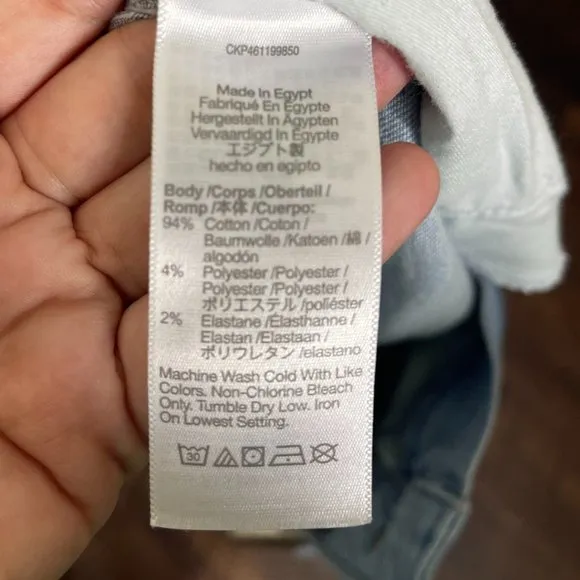 CKP461199850
Made In Egypt
Fabriqué En Égypte
Hergestellt In Ägypten
Vervaardigd In Egypte
エジプト製
hecho en egipto
Body /Corps /Oberteil /
Romp /本体 /Cuerpo:
94% Cotton /Coton /
Baumwolle /Katoen /綿 /
algodón
4% Polyester /Polyester /
Polyester /Polyester /
ポリエステル /poliéster
2% Elastane /Elasthanne /
Elastan /Elastaan /
ポリウレタン /elastano
Machine Wash Cold With Like
Colors. Non-Chlorine Bleach
Only. Tumble Dry Low. Iron
On Lowest Setting.
30